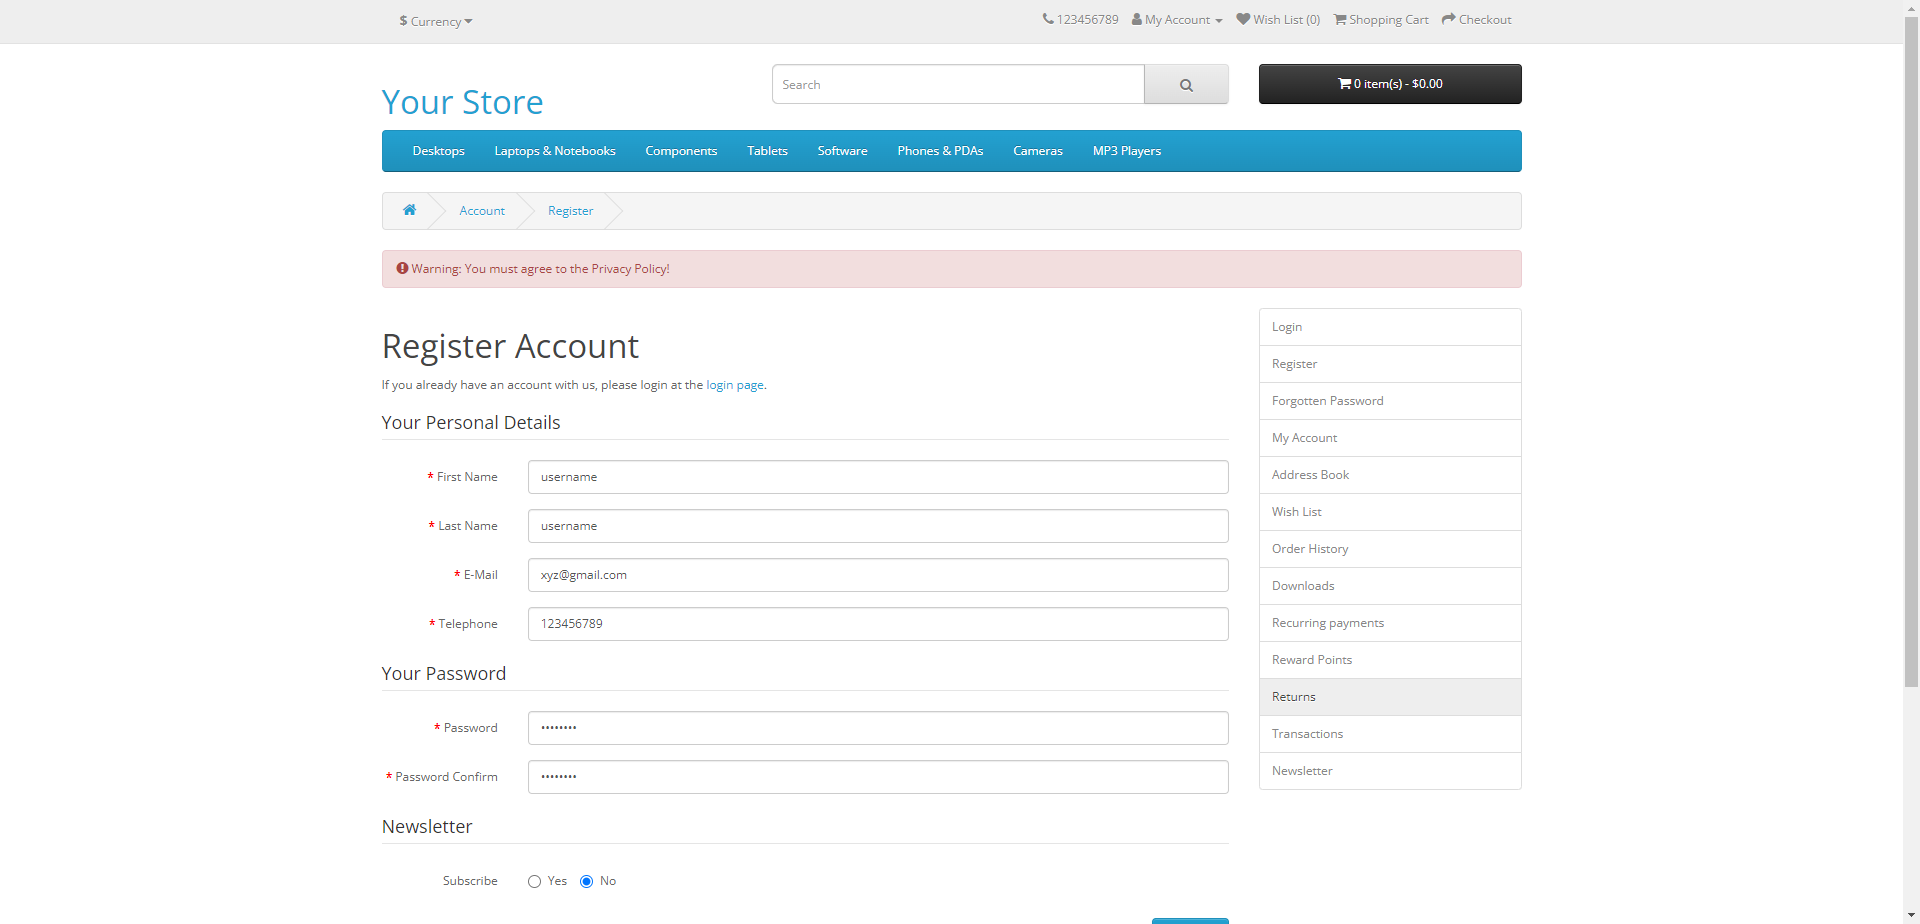 $ Currency
123456789 My Account Wish List (0) Shopping Cart Checkout
Your Store
Search
0 item(s) - $0.00
Desktops Laptops & Notebooks Components Tablets Software Phones & PDAs Cameras MP3 Players
Account Register
Warning: You must agree to the Privacy Policy!
Register Account
If you already have an account with us, please login at the login page.
Your Personal Details
* First Name username
* Last Name username
* E-Mail xyz@gmail.com
* Telephone 123456789
Your Password
* Password ••••••••
* Password Confirm ••••••••
Newsletter
Subscribe Yes No
Login
Register
Forgotten Password
My Account
Address Book
Wish List
Order History
Downloads
Recurring payments
Reward Points
Returns
Transactions
Newsletter